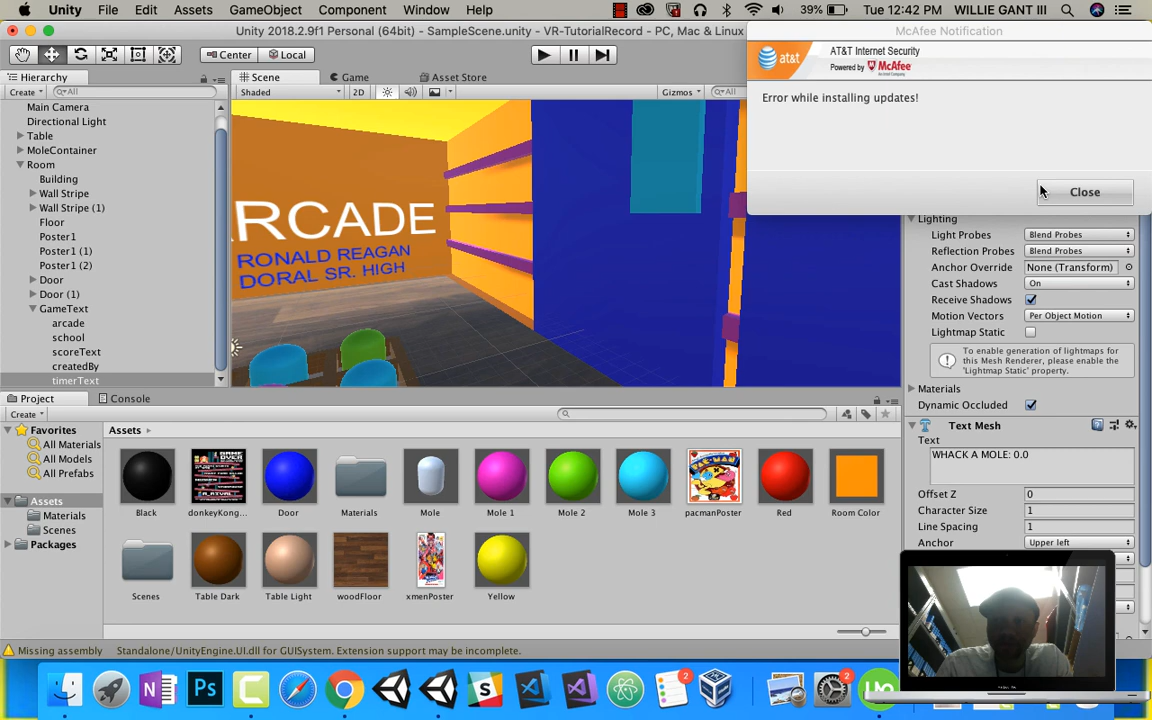 Unity File Edit Assets GameObject Component Window Help 39% Tue 12:42 PM WILLIE GANT III
Unity 2018.2.9f1 Personal (64bit) - SampleScene.unity - VR-TutorialRecord - PC, Mac & Linux
McAfee Notification
at&t AT&T Internet Security
Powered by McAfee
Error while installing updates!
Close
Center Local
Hierarchy
Create All
Main Camera
Directional Light
Table
MoleContainer
Room
Building
Wall Stripe
Wall Stripe (1)
Floor
Poster1
Poster1 (1)
Poster1 (2)
Door
Door (1)
GameText
arcade
school
scoreText
createdBy
timerText
Scene Game Asset Store
Shaded 2D Gizmos All
ARCADE
RONALD REAGAN
DORAL SR. HIGH
Lighting
Light Probes Blend Probes
Reflection Probes Blend Probes
Anchor Override None (Transform)
Cast Shadows On
Receive Shadows
Motion Vectors Per Object Motion
Lightmap Static
To enable generation of lightmaps for
this Mesh Renderer, please enable the
'Lightmap Static' property.
Materials
Dynamic Occluded
Text Mesh
Text
WHACK A MOLE: 0.0
Offset Z 0
Character Size 1
Line Spacing 1
Anchor Upper left
Project Console
Create
Favorites
All Materials
All Models
All Prefabs
Assets
Materials
Scenes
Packages
Assets
Black donkeyKong... Door Materials Mole Mole 1 Mole 2 Mole 3 pacmanPoster Red Room Color
Scenes Table Dark Table Light woodFloor xmenPoster Yellow
Missing assembly Standalone/UnityEngine.UI.dll for GUISystem. Extension support may be incomplete.
2 2